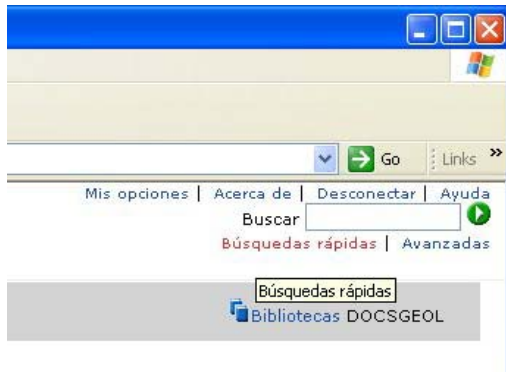 Go Links »
Mis opciones | Acerca de | Desconectar | Ayuda
Buscar
Búsquedas rápidas | Avanzadas
Búsquedas rápidas
Bibliotecas DOCSGEOL